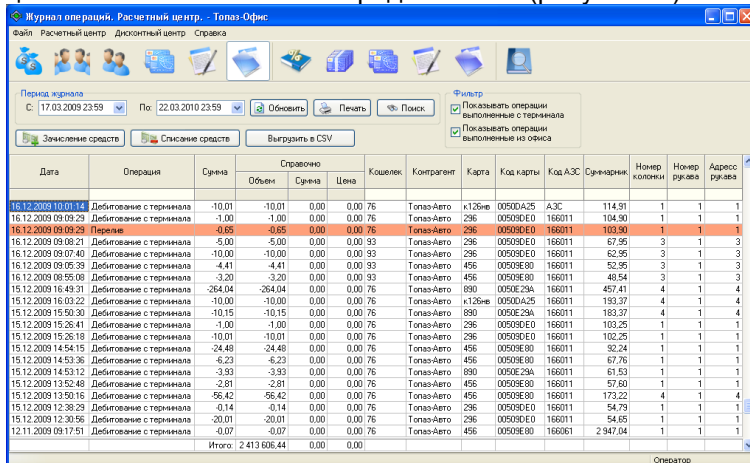 Журнал операций. Расчетный центр. - Топаз-Офис
Файл Расчетный центр Дисконтный центр Справка
Период журнала Фильтр
С: 17.03.2009 23:59 По: 22.03.2010 23:59 Обновить Печать Поиск
Показывать операции
выполненные с терминала
Показывать операции
выполненные из офиса
Зачисление средств Списание средств Выгрузить в CSV
Дата Операция Сумма Справочно Кошелек Контрагент Карта Код карты Код АЗС Суммарник Номер колонки Номер рукава Адресс рукава
Объем Сумма Цена
16.12.2009 10:01:14 Дебитование с терминала -10,01 -10,01 0,00 0,00 76 Топаз-Авто к126нв 0050DA25 АЗС 114,91 1 1 1
16.12.2009 09:09:29 Дебитование с терминала -1,00 -1,00 0,00 0,00 76 Топаз-Авто 296 00509DE0 166011 104,90 1 1 1
16.12.2009 09:09:29 Перелив -0,65 -0,65 0,00 0,00 76 Топаз-Авто 296 00509DE0 166011 103,90 1 1 1
16.12.2009 09:08:21 Дебитование с терминала -5,00 -5,00 0,00 0,00 93 Топаз-Авто 296 00509DE0 166011 67,95 3 1 3
16.12.2009 09:07:40 Дебитование с терминала -10,00 -10,00 0,00 0,00 93 Топаз-Авто 296 00509DE0 166011 62,95 3 1 3
16.12.2009 09:05:39 Дебитование с терминала -4,41 -4,41 0,00 0,00 93 Топаз-Авто 456 00509E80 166011 52,95 3 1 3
16.12.2009 08:55:08 Дебитование с терминала -3,20 -3,20 0,00 0,00 93 Топаз-Авто 456 00509E80 166011 48,54 3 1 3
15.12.2009 16:49:31 Дебитование с терминала -264,04 -264,04 0,00 0,00 76 Топаз-Авто 890 0050E29A 166011 457,41 4 1 4
15.12.2009 16:03:22 Дебитование с терминала -10,00 -10,00 0,00 0,00 76 Топаз-Авто к126нв 0050DA25 166011 193,37 4 1 4
15.12.2009 15:50:30 Дебитование с терминала -10,15 -10,15 0,00 0,00 76 Топаз-Авто 890 0050E29A 166011 183,37 4 1 4
15.12.2009 15:26:41 Дебитование с терминала -1,00 -1,00 0,00 0,00 76 Топаз-Авто 296 00509DE0 166011 103,25 1 1 1
15.12.2009 15:26:18 Дебитование с терминала -10,01 -10,01 0,00 0,00 76 Топаз-Авто 296 00509DE0 166011 102,25 1 1 1
15.12.2009 14:54:15 Дебитование с терминала -24,48 -24,48 0,00 0,00 76 Топаз-Авто 456 00509E80 166011 92,24 1 1 1
15.12.2009 14:53:36 Дебитование с терминала -6,23 -6,23 0,00 0,00 76 Топаз-Авто 456 00509E80 166011 67,76 1 1 1
15.12.2009 14:53:12 Дебитование с терминала -3,93 -3,93 0,00 0,00 76 Топаз-Авто 890 0050E29A 166011 61,53 1 1 1
15.12.2009 13:52:48 Дебитование с терминала -2,81 -2,81 0,00 0,00 76 Топаз-Авто 456 00509E80 166011 57,60 1 1 1
15.12.2009 13:50:16 Дебитование с терминала -56,42 -56,42 0,00 0,00 76 Топаз-Авто 456 00509E80 166011 173,22 4 1 4
15.12.2009 12:38:29 Дебитование с терминала -0,14 -0,14 0,00 0,00 76 Топаз-Авто 296 00509DE0 166011 54,79 1 1 1
15.12.2009 12:30:56 Дебитование с терминала -20,01 -20,01 0,00 0,00 76 Топаз-Авто 296 00509DE0 166011 54,65 1 1 1
12.11.2009 09:17:51 Дебитование с терминала -0,07 -0,07 0,00 0,00 76 Топаз-Авто 456 00509E80 166061 2 947,04 1 1 1
Итого: 2 413 606,44 0,00 0,00
Оператор